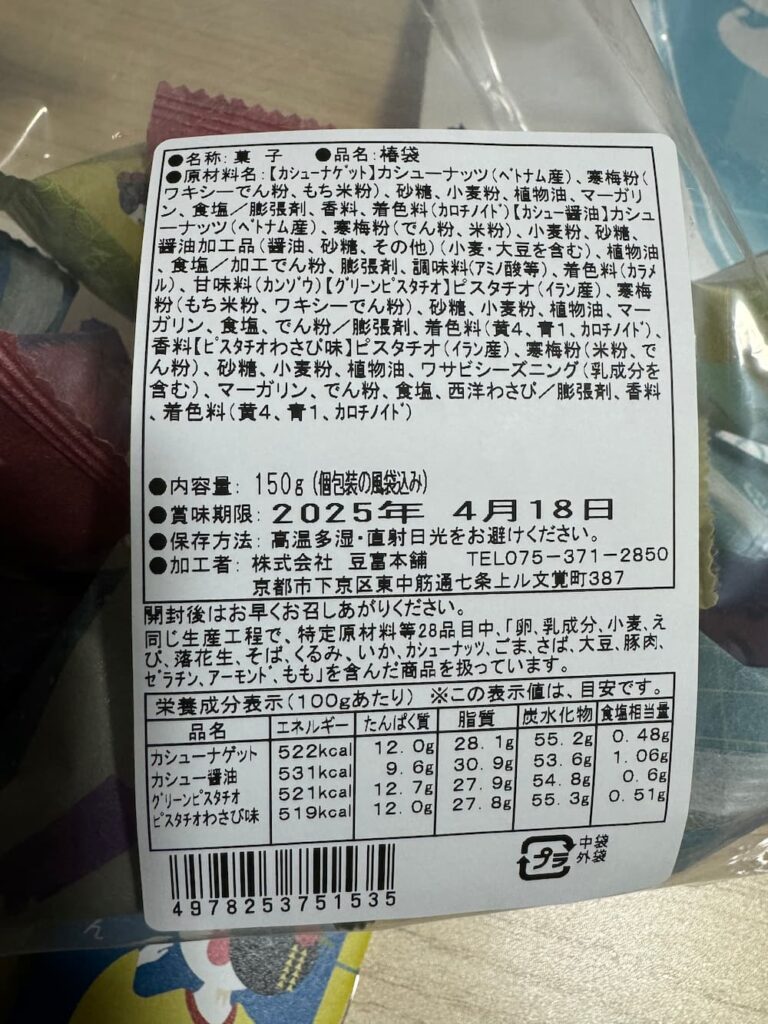 ●名称:菓子 ●品名:椿袋
●原材料名:【ｶｼｭｰﾅｹﾞｯﾄ】カシューナッツ(ﾍﾞﾄﾅﾑ産)、寒梅粉(
ワキシーでん粉、もち米粉)、砂糖、小麦粉、植物油、マーガリ
ン、食塩／膨張剤、香料、着色料(ｶﾛﾁﾉｲﾄﾞ)【ｶｼｭｰ醤油】カシュ
ーナッツ(ﾍﾞﾄﾅﾑ産)、寒梅粉(でん粉、米粉)、小麦粉、砂糖、
醤油加工品(醤油、砂糖、その他)(小麦・大豆を含む)、植物油
、食塩／加工でん粉、膨張剤、調味料(ｱﾐﾉ酸等)、着色料(ｶﾗﾒ
ﾙ)、甘味料(ｶﾝｿﾞｳ)【ｸﾞﾘｰﾝﾋﾟｽﾀﾁｵ】ピスタチオ(イラン産)、寒梅
粉(もち米粉、ワキシーでん粉)、砂糖、小麦粉、植物油、マー
ガリン、食塩、でん粉／膨張剤、着色料(黄4、青1、ｶﾛﾁﾉｲﾄﾞ)、
香料【ﾋﾟｽﾀﾁｵわさび味】ピスタチオ(イラン産)、寒梅粉(米粉、で
ん粉)、砂糖、小麦粉、植物油、ワサビシーズニング(乳成分を
含む)、マーガリン、でん粉、食塩、西洋わさび／膨張剤、香料
、着色料(黄4、青1、ｶﾛﾁﾉｲﾄﾞ)
●内容量: 150g(個包装の風袋込み)
●賞味期限:2025年 4月18日
●保存方法:高温多湿・直射日光をお避けください。
●加工者:株式会社 豆富本舗 TEL075-371-2850
京都市下京区東中筋通七条上ル文覚町387
開封後はお早くお召しあがりください。
同じ生産工程で、特定原材料等28品目中、「卵、乳成分、小麦、え
び、落花生、そば、くるみ、いか、ｶｼｭｰﾅｯﾂ、ごま、さば、大豆、豚肉、
ｾﾞﾗﾁﾝ、ｱｰﾓﾝﾄﾞ、もも」を含んだ商品を扱っています。
栄養成分表示(100gあたり) ※この表示値は、目安です。
品名 エネルギー たんぱく質 脂質 炭水化物 食塩相当量
カシューナゲット 522kcal 12.0g 28.1g 55.2g 0.48g
カシュー醤油 531kcal 9.6g 30.9g 53.6g 1.06g
ｸﾞﾘｰﾝﾋﾟｽﾀﾁｵ 521kcal 12.7g 27.9g 54.8g 0.6g
ﾋﾟｽﾀﾁｵわさび味 519kcal 12.0g 27.8g 55.3g 0.51g
プラ 中袋
外袋
4978253751535
ん